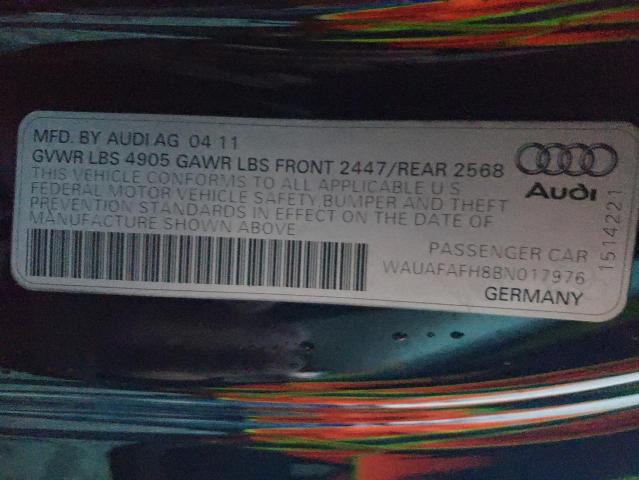 MFD. BY AUDI AG 04 11
GVWR LBS 4905 GAWR LBS FRONT 2447/REAR 2568
THIS VEHICLE CONFORMS TO ALL APPLICABLE U S
FEDERAL MOTOR VEHICLE SAFETY, BUMPER AND THEFT
PREVENTION STANDARDS IN EFFECT ON THE DATE OF
MANUFACTURE SHOWN ABOVE
Audi
PASSENGER CAR
WAUAFAFH8BN017976
GERMANY
1514221